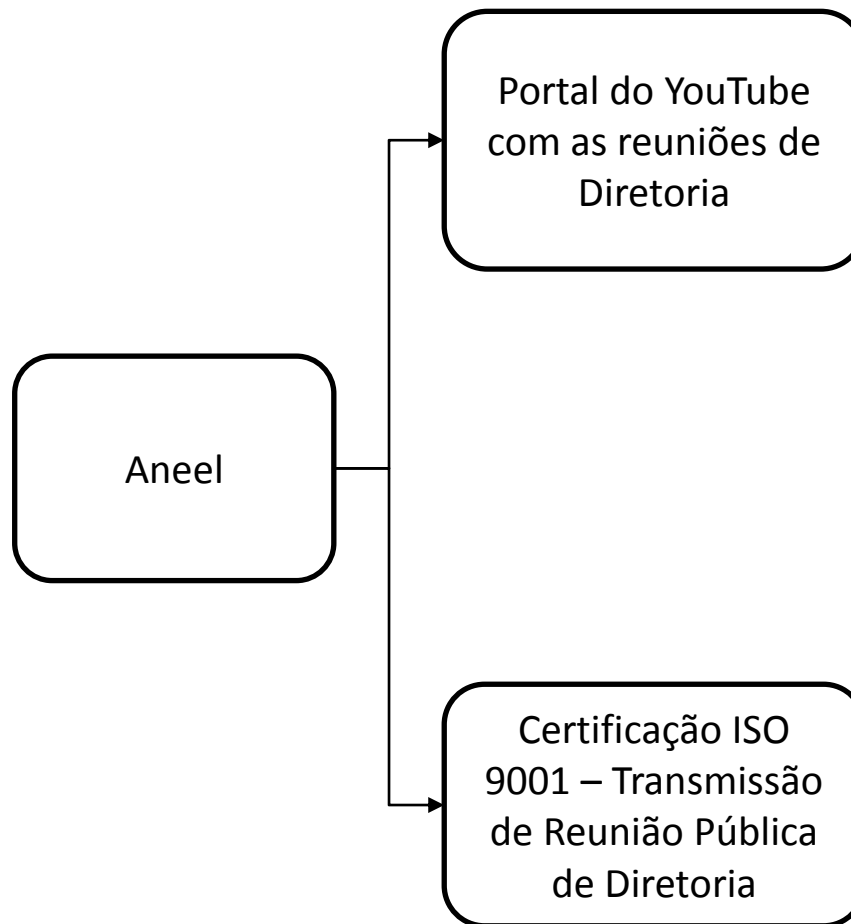 Portal do YouTube
com as reuniões de
Diretoria
Aneel
Certificação ISO
9001 – Transmissão
de Reunião Pública
de Diretoria